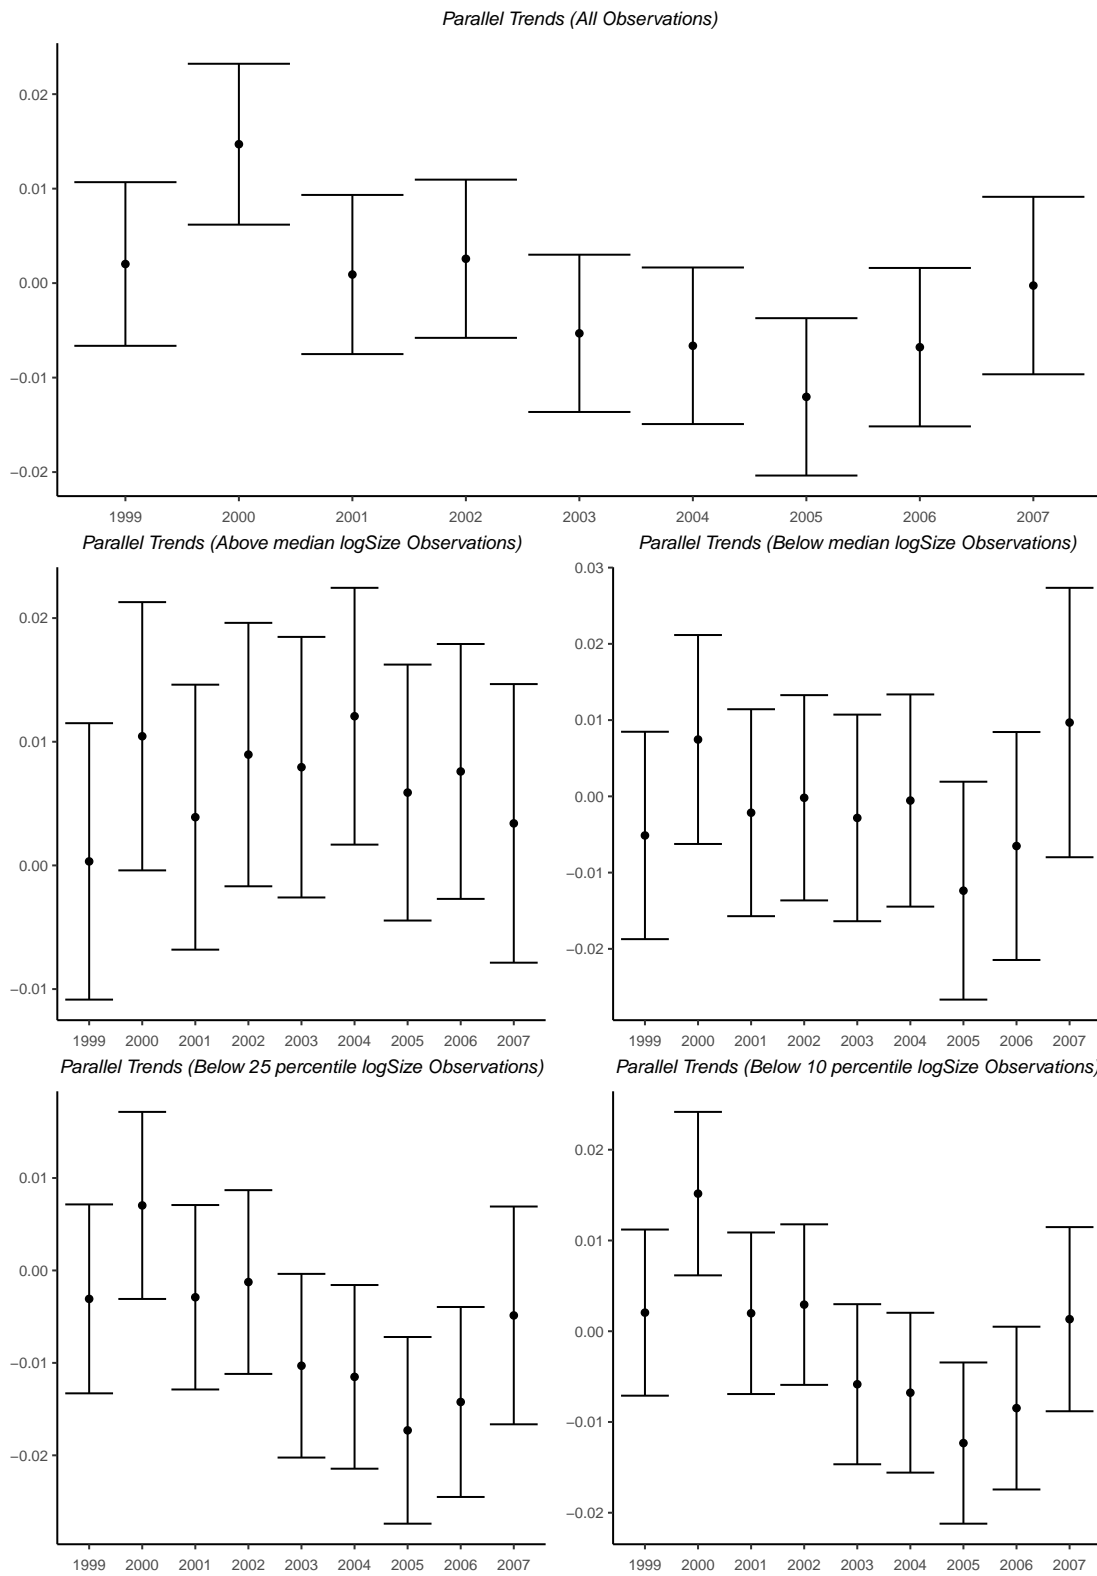 Parallel Trends (All Observations)
0.02
0.01
0.00
−0.01
−0.02
1999 2000 2001 2002 2003 2004 2005 2006 2007
Parallel Trends (Above median logSize Observations)
0.02
0.01
0.00
−0.01
1999 2000 2001 2002 2003 2004 2005 2006 2007
Parallel Trends (Below median logSize Observations)
0.03
0.02
0.01
0.00
−0.01
−0.02
1999 2000 2001 2002 2003 2004 2005 2006 2007
Parallel Trends (Below 25 percentile logSize Observations)
0.01
0.00
−0.01
−0.02
1999 2000 2001 2002 2003 2004 2005 2006 2007
Parallel Trends (Below 10 percentile logSize Observations)
0.02
0.01
0.00
−0.01
−0.02
1999 2000 2001 2002 2003 2004 2005 2006 2007